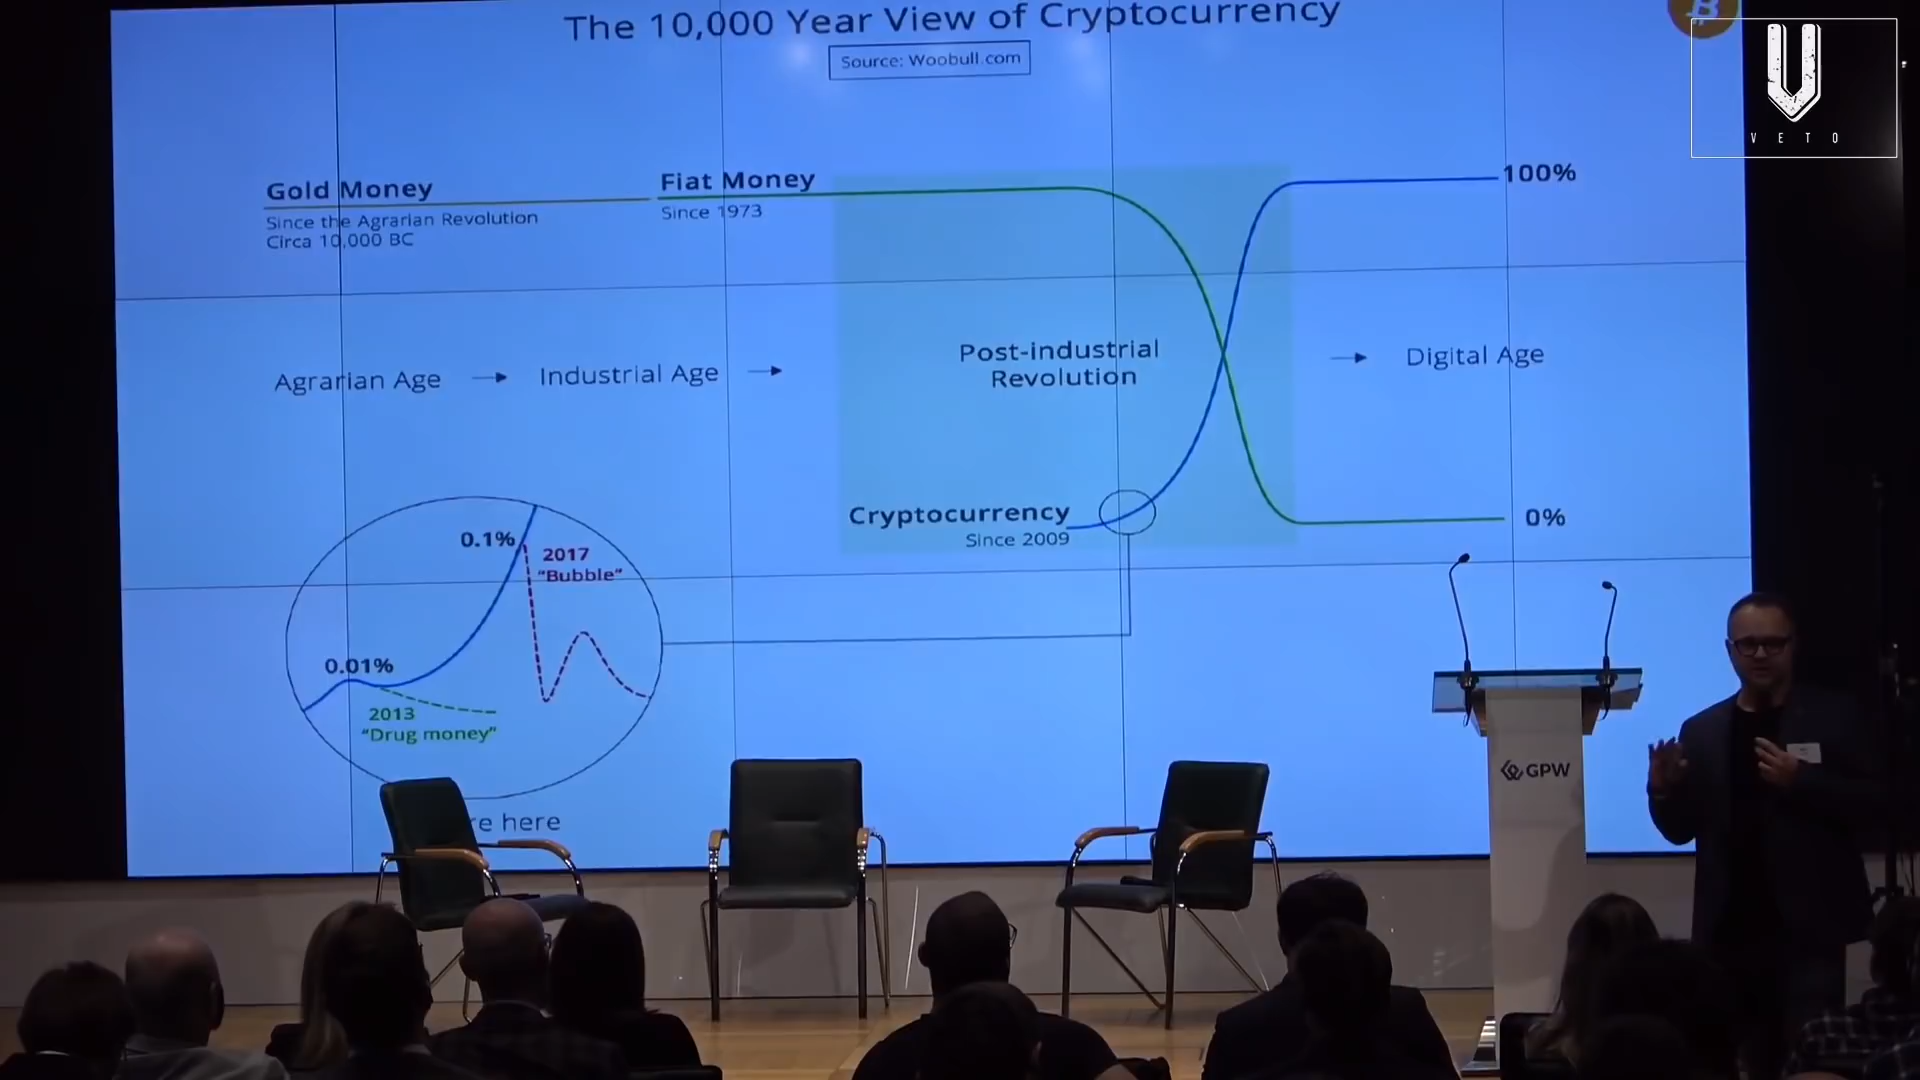 The 10,000 Year View of Cryptocurrency
Source: Woobull.com
VETO
Gold Money
Since the Agrarian Revolution
Circa 10,000 BC
Fiat Money
Since 1973
100%
Agrarian Age
Industrial Age
Post-industrial
Revolution
Digital Age
Cryptocurrency
Since 2009
0%
0.1%
2017
"Bubble"
0.01%
2013
"Drug money"
here
GPW